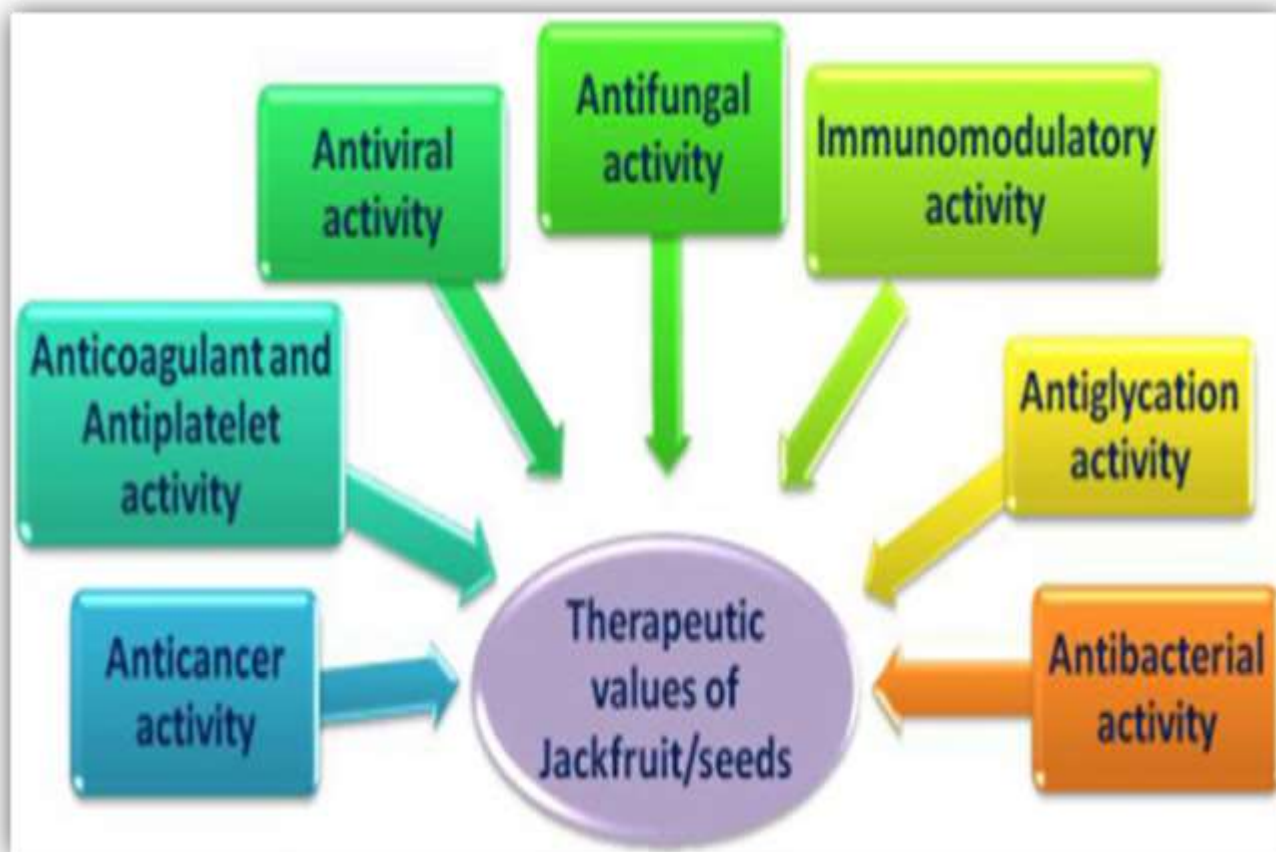 Antifungal
activity
Antiviral
activity
Immunomodulatory
activity
Anticoagulant and
Antiplatelet
activity
Antiglycation
activity
Anticancer
activity
Therapeutic
values of
Jackfruit/seeds
Antibacterial
activity